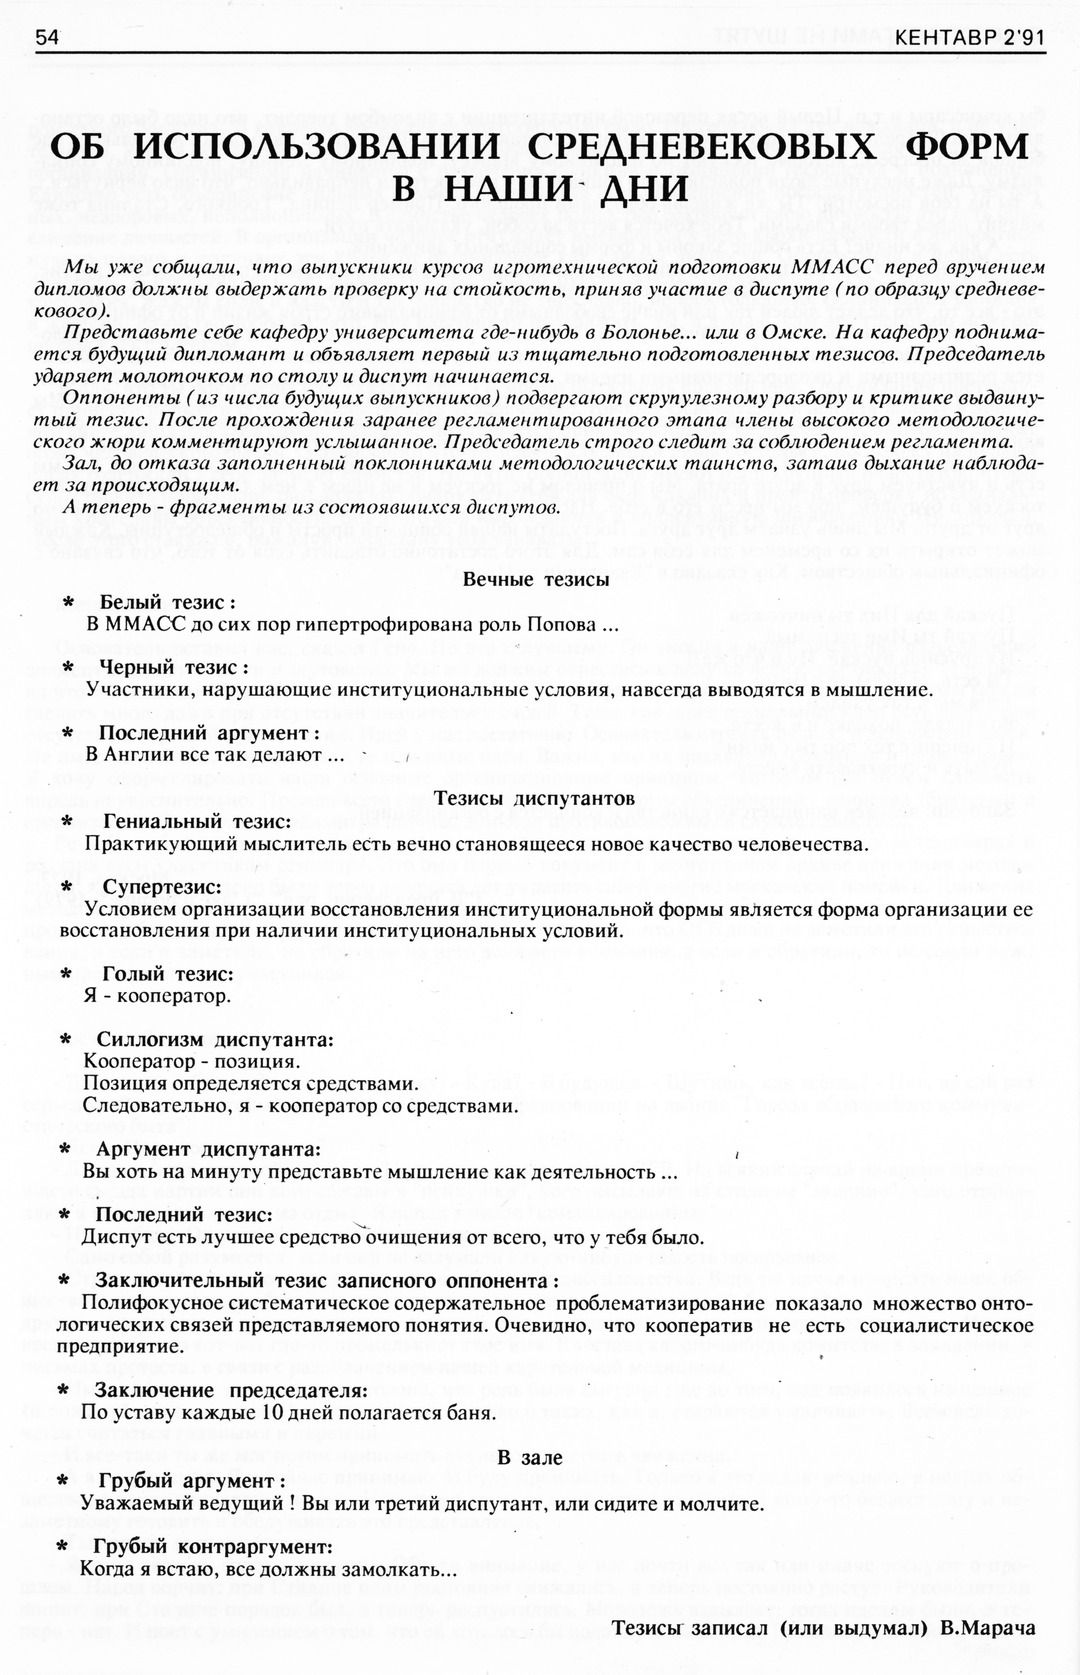 54
КЕНТАВР 2'91
ОБ ИСПОЛЬЗОВАНИИ СРЕДНЕВЕКОВЫХ ФОРМ
В НАШИ ДНИ
Мы уже собщали, что выпускники курсов игротехнической подготовки ММАСС перед вручением
дипломов должны выдержать проверку на стойкость, приняв участие в диспуте (по образцу средневе-
кового).
Представьте себе кафедру университета где-нибудь в Болонье... или в Омске. На кафедру поднима-
ется будущий дипломант и объявляет первый из тщательно подготовленных тезисов. Председатель
ударяет молоточком по столу и диспут начинается.
Оппоненты (из числа будущих выпускников) подвергают скрупулезному разбору и критике выдвину-
тый тезис. После прохождения заранее регламентированного этапа члены высокого методологиче-
ского жюри комментируют услышанное. Председатель строго следит за соблюдением регламента.
Зал, до отказа заполненный поклонниками методологических таинств, затаив дыхание наблюда-
ет за происходящим.
А теперь - фрагменты из состоявшихся диспутов.
Вечные тезисы
* Белый тезис :
В ММАСС до сих пор гипертрофирована роль Попова ...
* Черный тезис :
Участники, нарушающие институциональные условия, навсегда выводятся в мышление.
* Последний аргумент :
В Англии все так делают ...
Тезисы диспутантов
* Гениальный тезис:
Практикующий мыслитель есть вечно становящееся новое качество человечества.
* Супертезис:
Условием организации восстановления институциональной формы является форма организации ее
восстановления при наличии институциональных условий.
* Голый тезис:
Я - кооператор.
* Силлогизм диспутанта:
Кооператор - позиция.
Позиция определяется средствами.
Следовательно, я - кооператор со средствами.
* Аргумент диспутанта:
Вы хоть на минуту представьте мышление как деятельность ...
* Последний тезис:
Диспут есть лучшее средство очищения от всего, что у тебя было.
* Заключительный тезис записного оппонента :
Полифокусное систематическое содержательное проблематизирование показало множество онто-
логических связей представляемого понятия. Очевидно, что кооператив не есть социалистическое
предприятие.
* Заключение председателя:
По уставу каждые 10 дней полагается баня.
В зале
* Грубый аргумент :
Уважаемый ведущий ! Вы или третий диспутант, или сидите и молчите.
* Грубый контраргумент:
Когда я встаю, все должны замолкать...
Тезисы записал (или выдумал) В.Марача